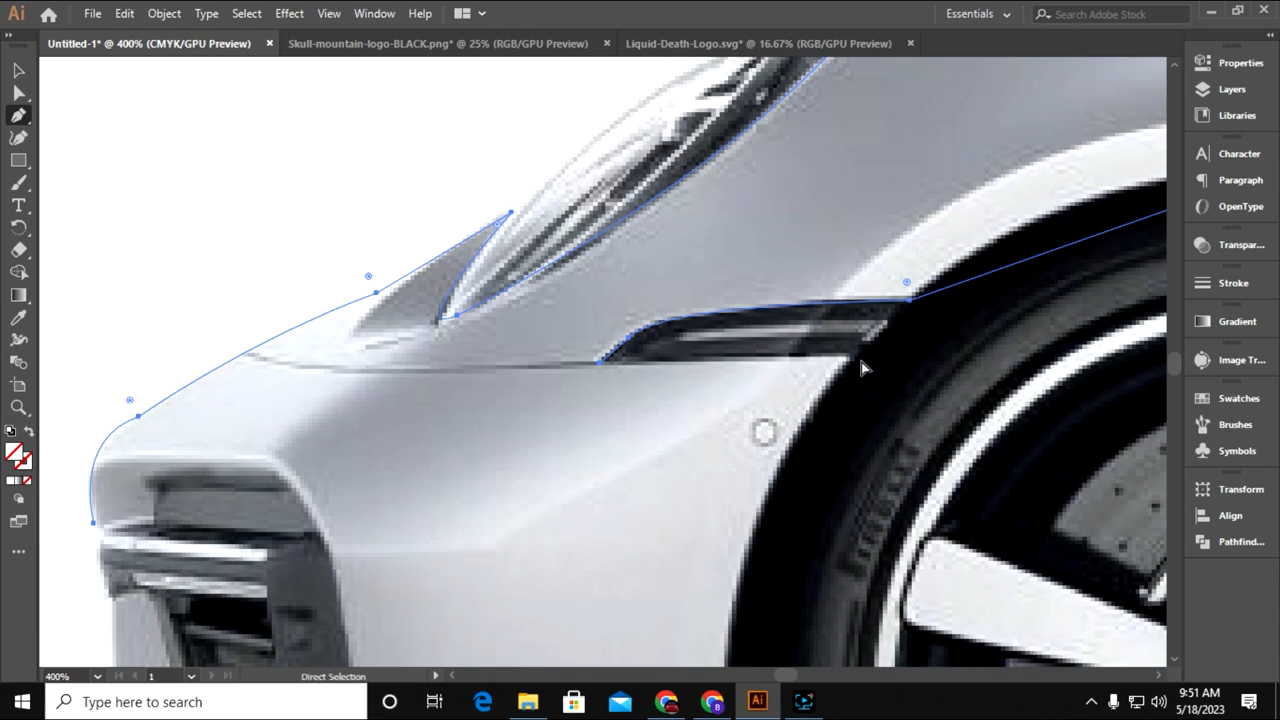 Ai File Edit Object Type Select Effect View Window Help Essentials Search Adobe Stock
Untitled-1* @ 400% (CMYK/GPU Preview) × Skull-mountain-logo-BLACK.png* @ 25% (RGB/GPU Preview) × Liquid-Death-Logo.svg* @ 16.67% (RGB/GPU Preview) ×
Properties
Layers
Libraries
Character
Paragraph
OpenType
Transpar...
Stroke
Gradient
Image Tr...
Swatches
Brushes
Symbols
Transform
Align
Pathfind...
400% 1 Direct Selection
Type here to search
Ai
9:51 AM
5/18/2023